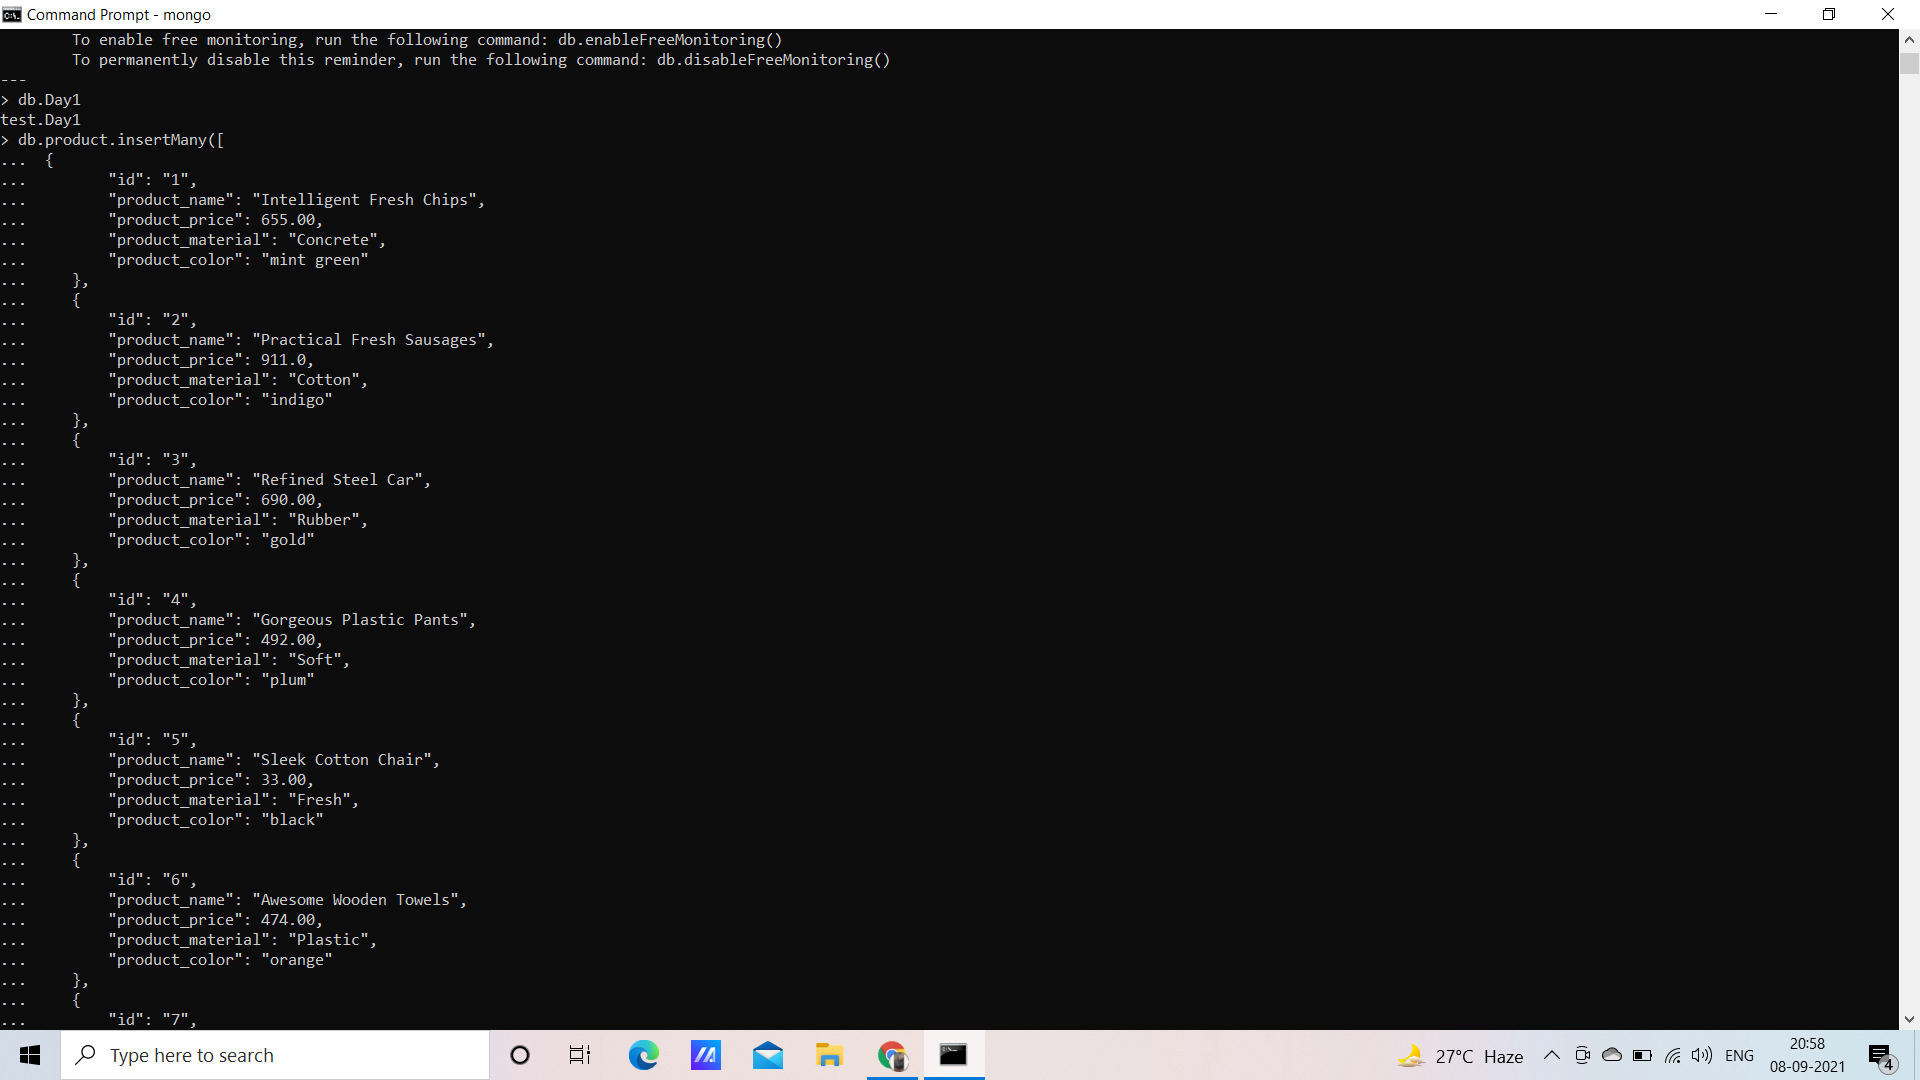 Command Prompt - mongo
To enable free monitoring, run the following command: db.enableFreeMonitoring()
To permanently disable this reminder, run the following command: db.disableFreeMonitoring()
---
> db.Day1
test.Day1
> db.product.insertMany([
...  {
...         "id": "1",
...         "product_name": "Intelligent Fresh Chips",
...         "product_price": 655.00,
...         "product_material": "Concrete",
...         "product_color": "mint green"
...     },
...     {
...         "id": "2",
...         "product_name": "Practical Fresh Sausages",
...         "product_price": 911.0,
...         "product_material": "Cotton",
...         "product_color": "indigo"
...     },
...     {
...         "id": "3",
...         "product_name": "Refined Steel Car",
...         "product_price": 690.00,
...         "product_material": "Rubber",
...         "product_color": "gold"
...     },
...     {
...         "id": "4",
...         "product_name": "Gorgeous Plastic Pants",
...         "product_price": 492.00,
...         "product_material": "Soft",
...         "product_color": "plum"
...     },
...     {
...         "id": "5",
...         "product_name": "Sleek Cotton Chair",
...         "product_price": 33.00,
...         "product_material": "Fresh",
...         "product_color": "black"
...     },
...     {
...         "id": "6",
...         "product_name": "Awesome Wooden Towels",
...         "product_price": 474.00,
...         "product_material": "Plastic",
...         "product_color": "orange"
...     },
...     {
...         "id": "7",
Type here to search
27°C Haze
ENG
20:58
08-09-2021
4